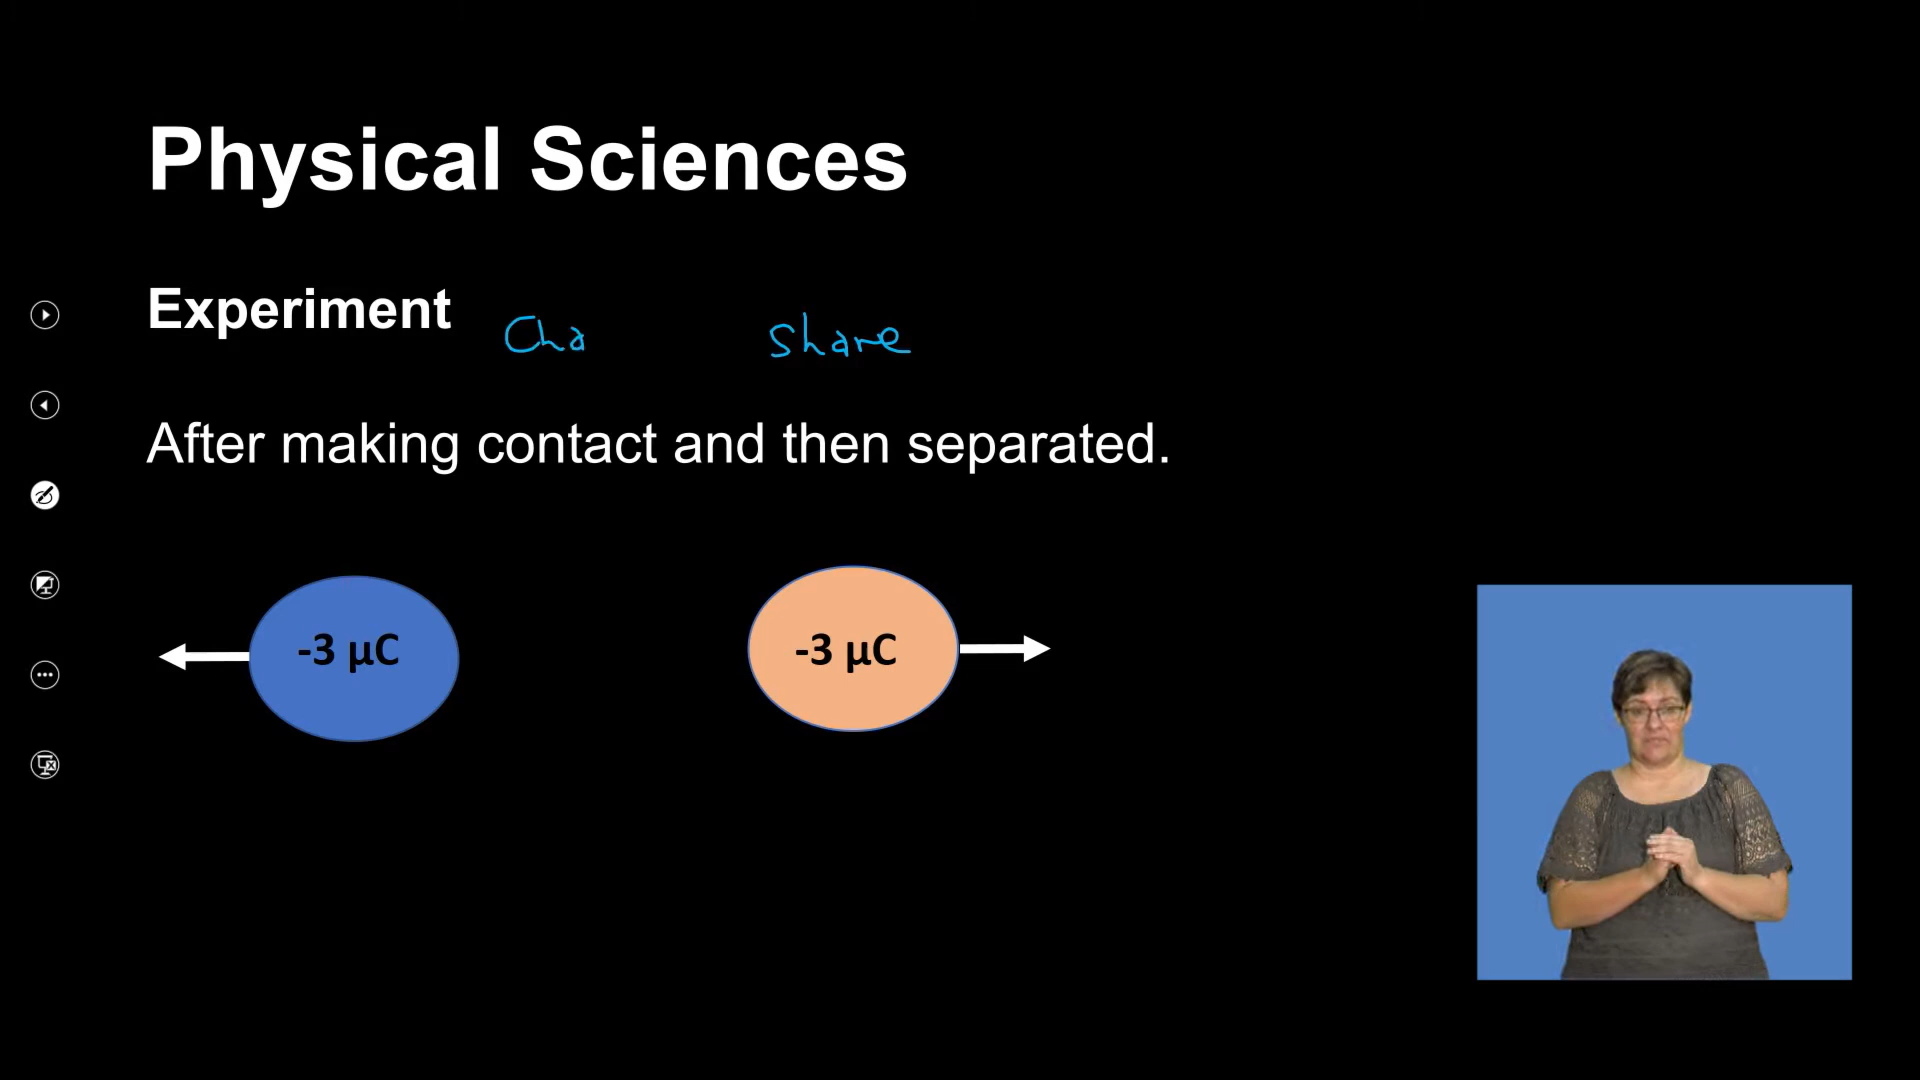 Physical Sciences
Experiment
Cha share
After making contact and then separated.
-3 µC -3 µC